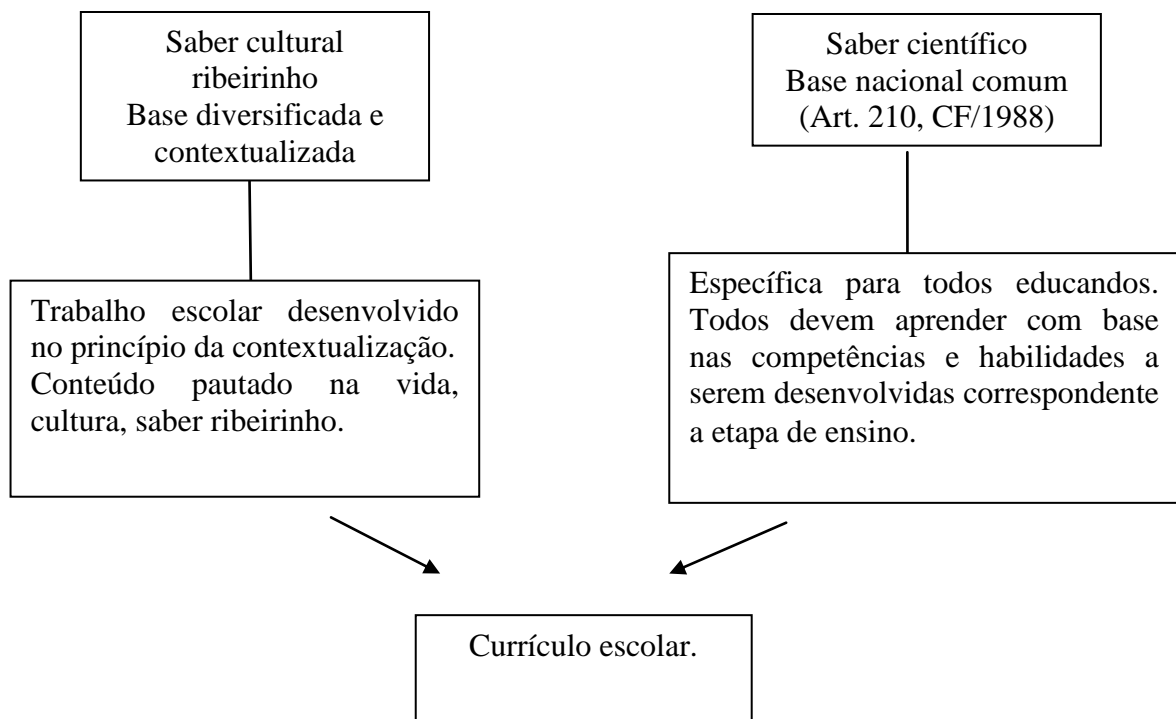 Saber cultural
ribeirinho
Base diversificada e
contextualizada
Saber científico
Base nacional comum
(Art. 210, CF/1988)
Trabalho escolar desenvolvido
no princípio da contextualização.
Conteúdo pautado na vida,
cultura, saber ribeirinho.
Específica para todos educandos.
Todos devem aprender com base
nas competências e habilidades a
serem desenvolvidas correspondente
a etapa de ensino.
Currículo escolar.